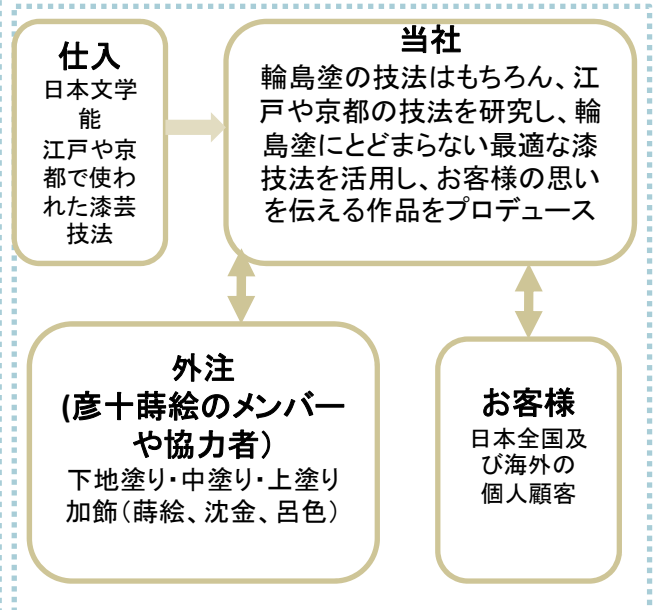 仕入
日本文学
能
江戸や京
都で使わ
れた漆芸
技法
当社
輪島塗の技法はもちろん、江
戸や京都の技法を研究し、輪
島塗にとどまらない最適な漆
技法を活用し、お客様の思い
を伝える作品をプロデュース
外注
(彦十蒔絵のメンバー
や協力者）
下地塗り・中塗り・上塗り
加飾（蒔絵、沈金、呂色）
お客様
日本全国及
び海外の
個人顧客